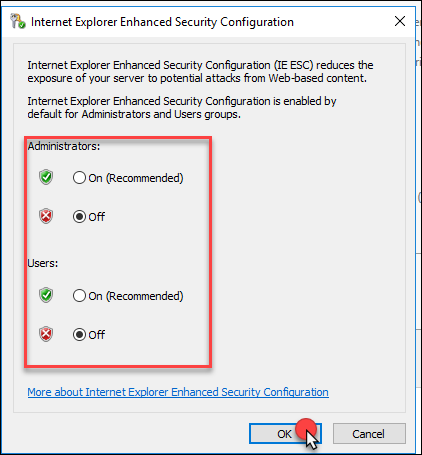 Internet Explorer Enhanced Security Configuration
Internet Explorer Enhanced Security Configuration (IE ESC) reduces the
exposure of your server to potential attacks from Web-based content.
Internet Explorer Enhanced Security Configuration is enabled by
default for Administrators and Users groups.
Administrators:
On (Recommended)
Off
Users:
On (Recommended)
Off
More about Internet Explorer Enhanced Security Configuration
OK
Cancel